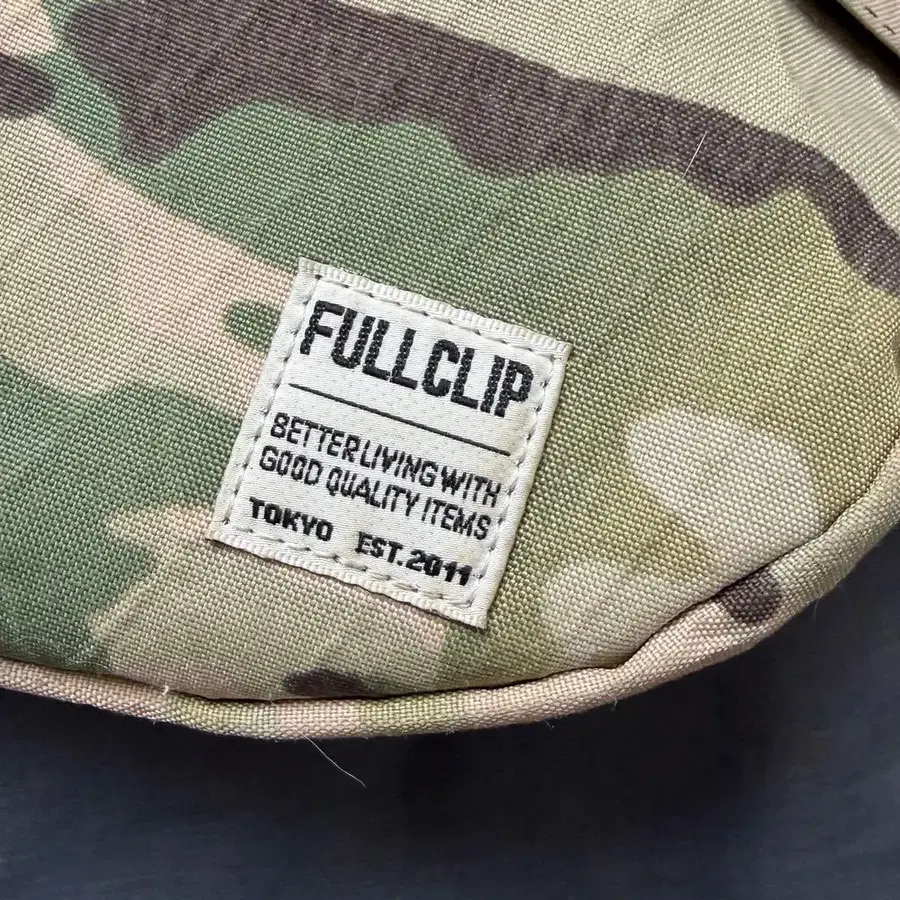 FULLCLIP
BETTER LIVING WITH
GOOD QUALITY ITEMS
TOKYO EST.2011